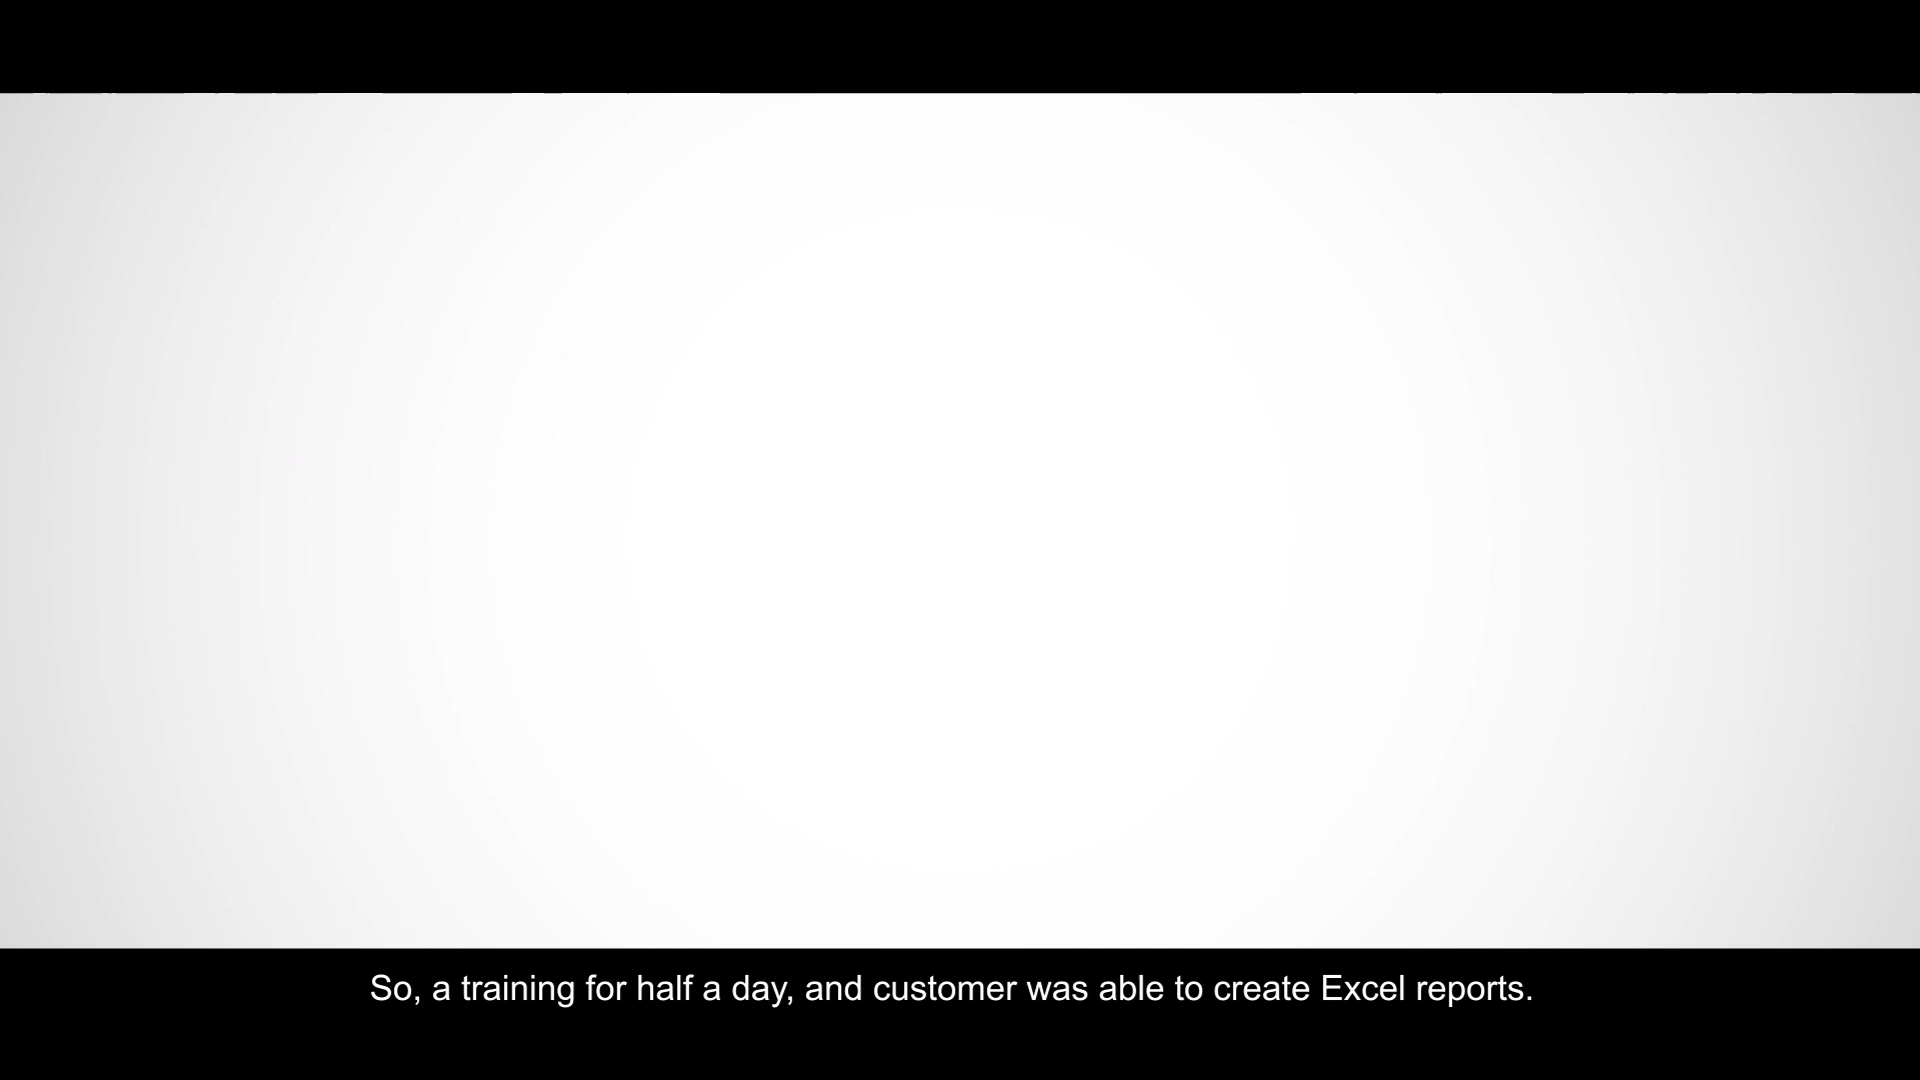 So, a training for half a day, and customer was able to create Excel reports.